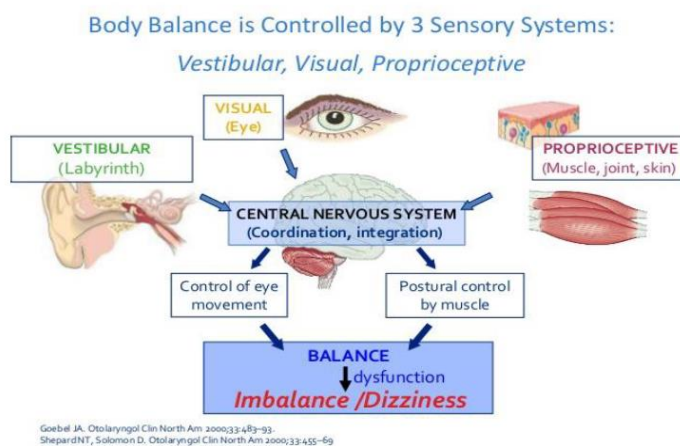 Body Balance is Controlled by 3 Sensory Systems:
Vestibular, Visual, Proprioceptive
VISUAL
(Eye)
VESTIBULAR
(Labyrinth)
PROPRIOCEPTIVE
(Muscle, joint, skin)
CENTRAL NERVOUS SYSTEM
(Coordination, integration)
Control of eye
movement
Postural control
by muscle
BALANCE
dysfunction
Imbalance /Dizziness
Goebel JA. Otolaryngol Clin North Am 2000;33:483–93.
Shepard NT, Solomon D. Otolaryngol Clin North Am 2000;33:455–69